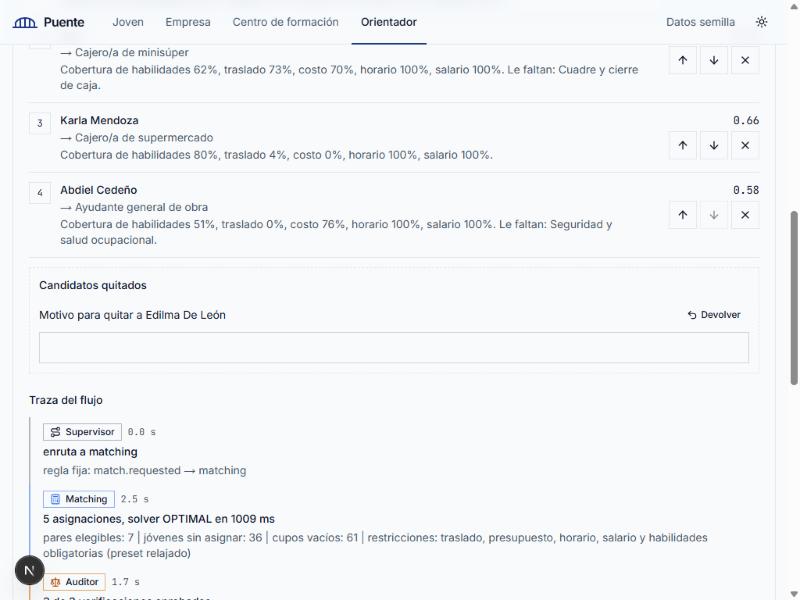 Puente
Joven
Empresa
Centro de formación
Orientador
Datos semilla
→ Cajero/a de minisúper
Cobertura de habilidades 62%, traslado 73%, costo 70%, horario 100%, salario 100%. Le faltan: Cuadre y cierre
de caja.
3
Karla Mendoza
0.66
→ Cajero/a de supermercado
Cobertura de habilidades 80%, traslado 4%, costo 0%, horario 100%, salario 100%.
4
Abdiel Cedeño
0.58
→ Ayudante general de obra
Cobertura de habilidades 51%, traslado 0%, costo 76%, horario 100%, salario 100%. Le faltan: Seguridad y
salud ocupacional.
Candidatos quitados
Motivo para quitar a Edilma De León
Devolver
Traza del flujo
Supervisor 0.0 s
enruta a matching
regla fija: match.requested → matching
Matching 2.5 s
5 asignaciones, solver OPTIMAL en 1009 ms
pares elegibles: 7 | jóvenes sin asignar: 36 | cupos vacíos: 61 | restricciones: traslado, presupuesto, horario, salario y habilidades
obligatorias (preset relajado)
N
Auditor 1.7 s